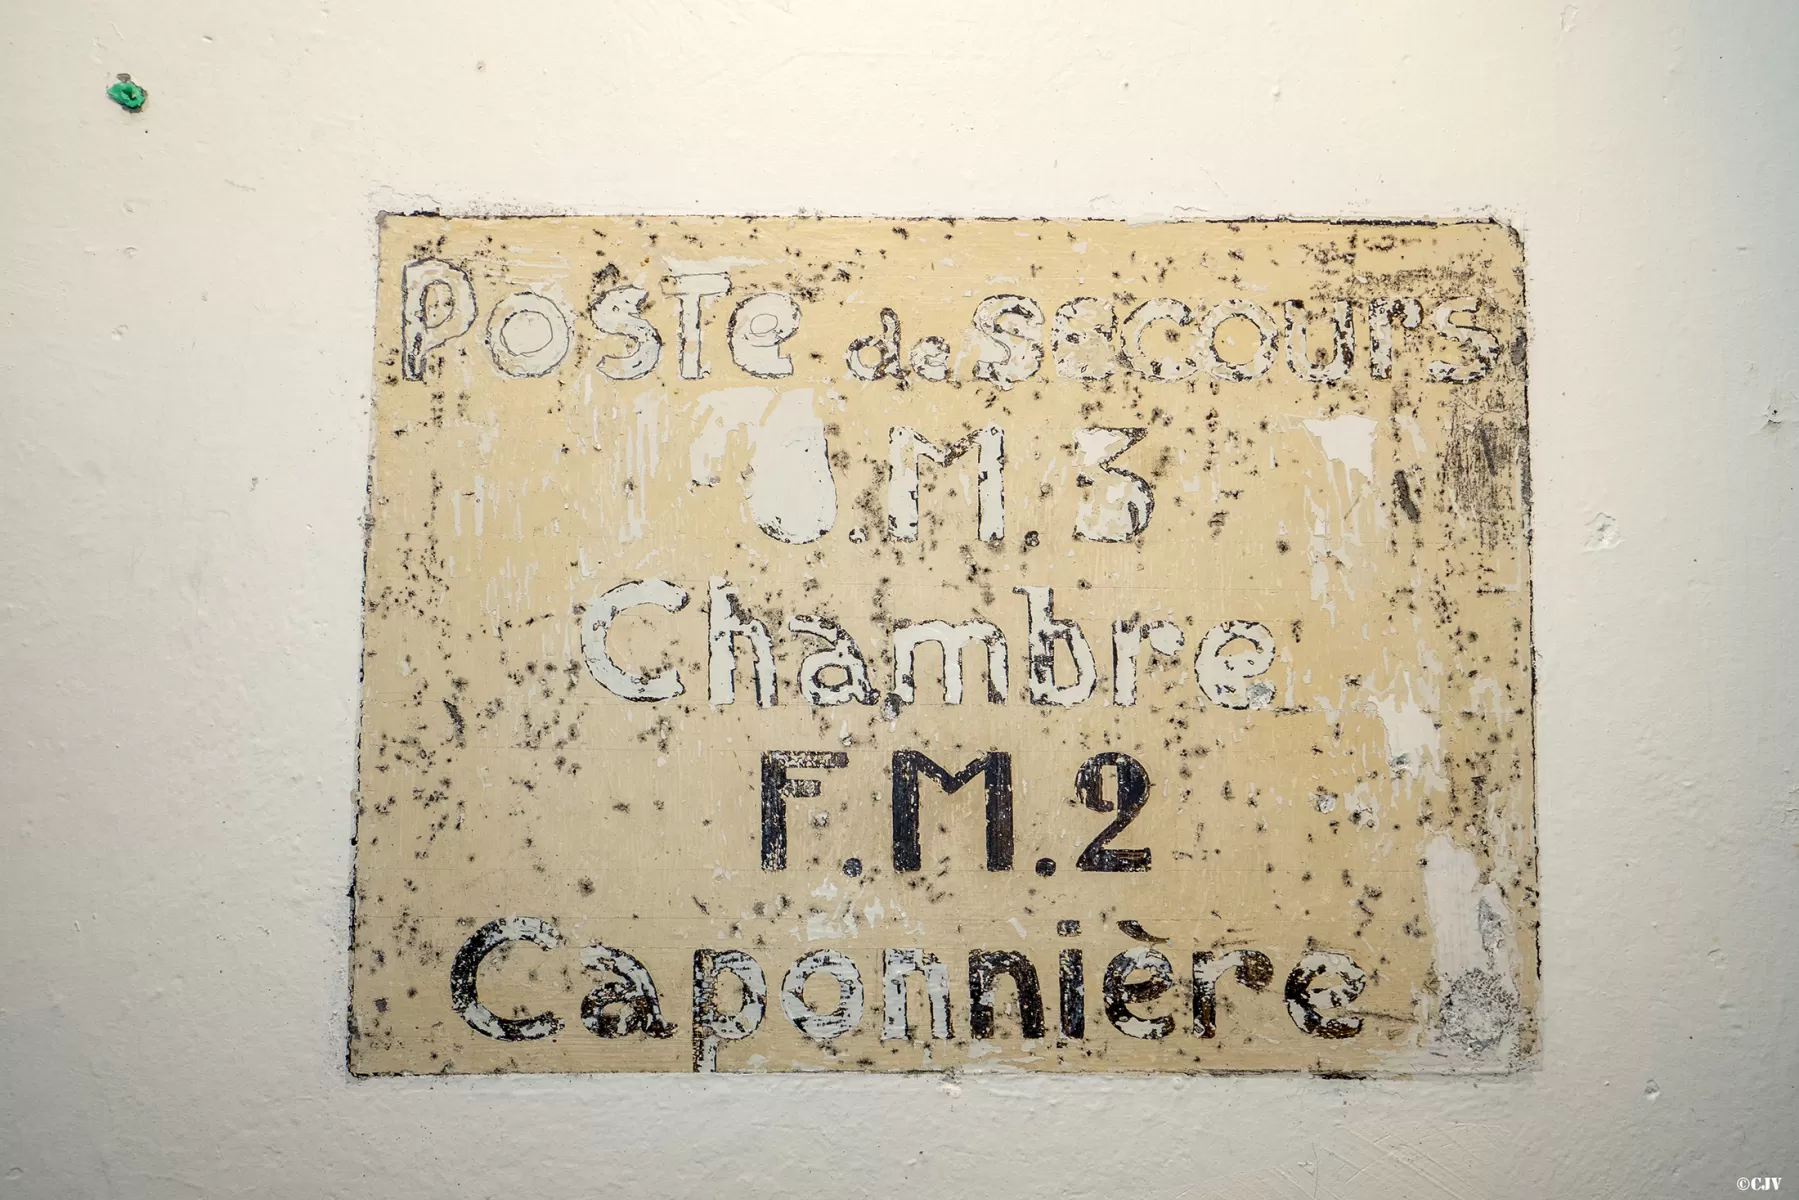 Poste de secours
J.M. 3
Chambre
F.M.2
Caponnière
©CJV